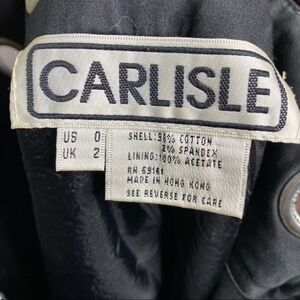 CARLISLE
US 0
UK 2
SHELL: 98% COTTON
2% SPANDEX
LINING: 100% ACETATE
RN 69161
MADE IN HONG KONG
SEE REVERSE FOR CARE